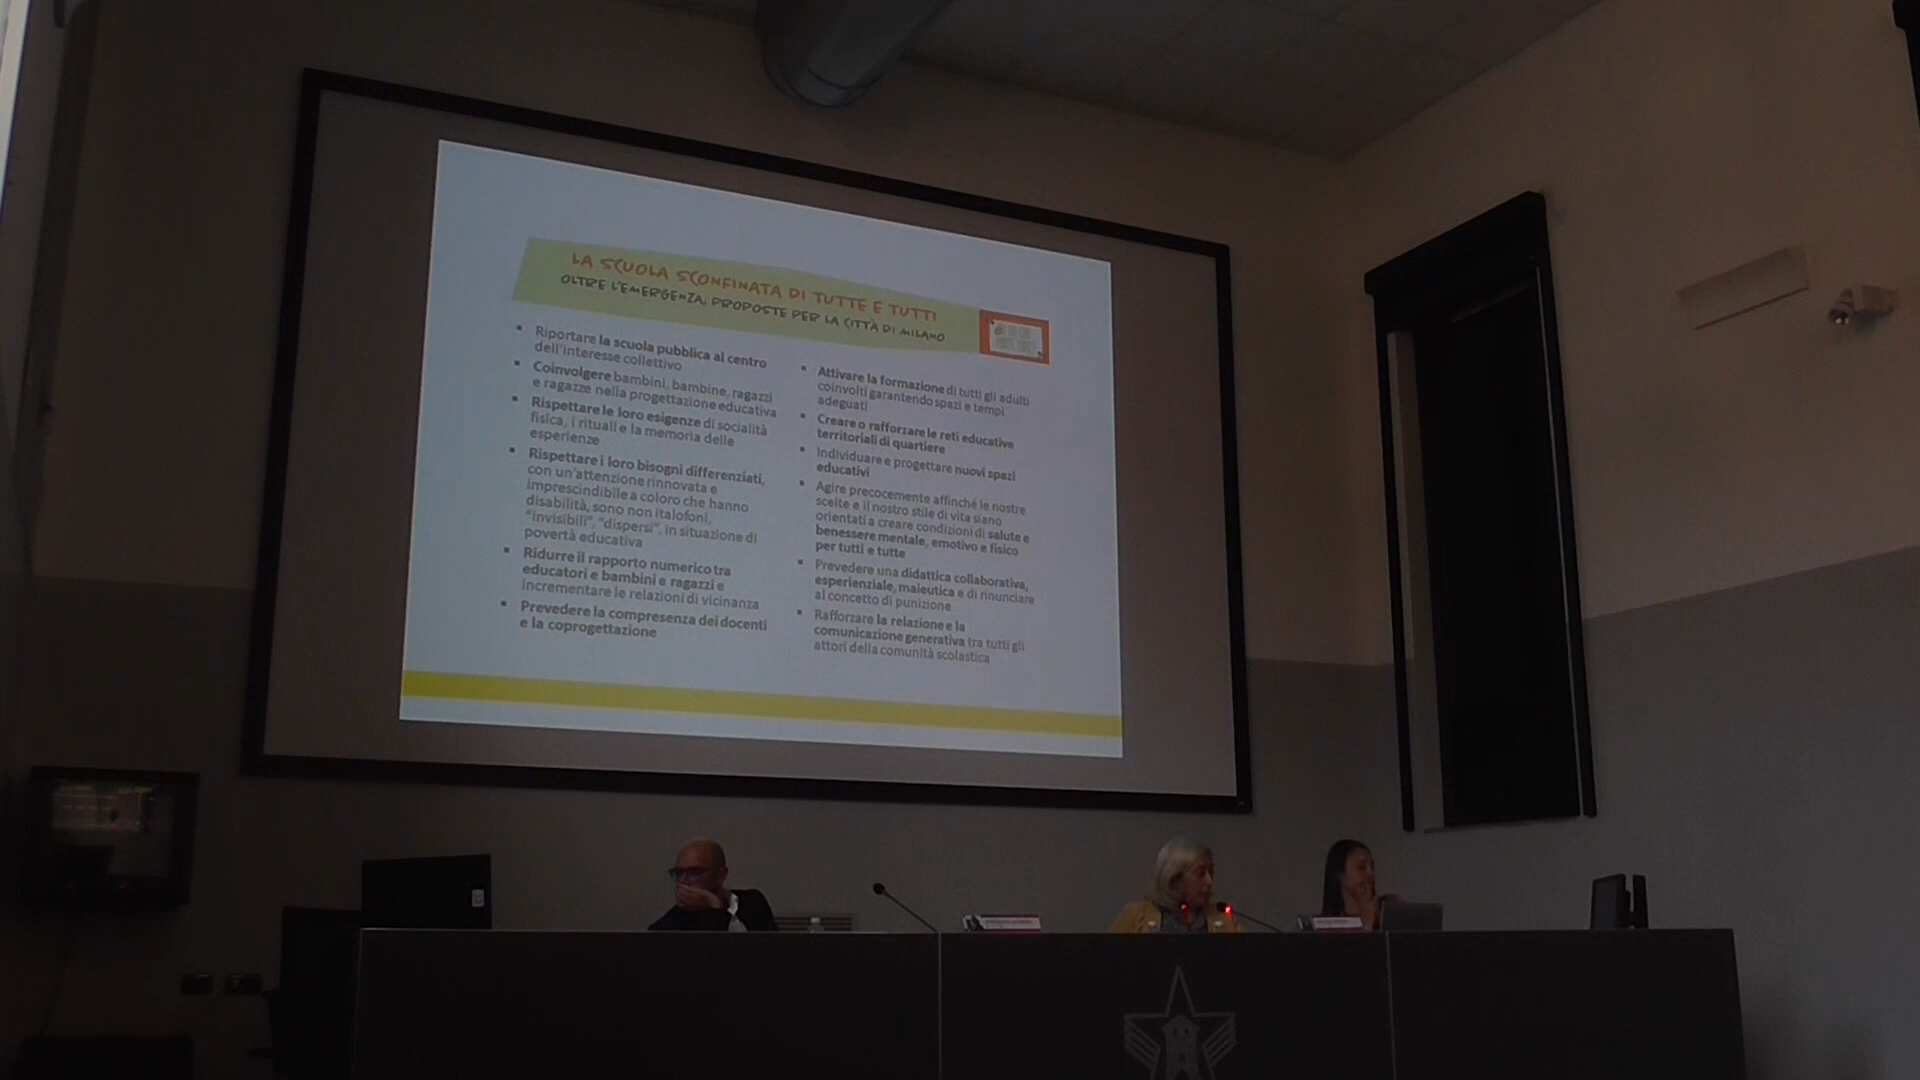 LA SCUOLA SCONFINATA DI TUTTE E TUTTI
OLTRE L'EMERGENZA, PROPOSTE PER LA CITTÀ DI MILANO
Riportare la scuola pubblica al centro
dell'interesse collettivo
Coinvolgere bambini, bambine, ragazzi
e ragazze nella progettazione educativa
Rispettare le loro esigenze di socialità
fisica, i rituali e la memoria delle
esperienze
Rispettare i loro bisogni differenziati,
con un'attenzione rinnovata e
imprescindibile a coloro che hanno
disabilità, sono non italofoni,
"invisibili", "dispersi", in situazione di
povertà educativa
Ridurre il rapporto numerico tra
educatori e bambini e ragazzi e
incrementare le relazioni di vicinanza
Prevedere la compresenza dei docenti
e la coprogettazione
Attivare la formazione di tutti gli adulti
coinvolti garantendo spazi e tempi
adeguati
Creare o rafforzare le reti educative
territoriali di quartiere
Individuare e progettare nuovi spazi
educativi
Agire precocemente affinché le nostre
scelte e il nostro stile di vita siano
orientati a creare condizioni di salute e
benessere mentale, emotivo e fisico
per tutti e tutte
Prevedere una didattica collaborativa,
esperienziale, maieutica e di rinunciare
al concetto di punizione
Rafforzare la relazione e la
comunicazione generativa tra tutti gli
attori della comunità scolastica